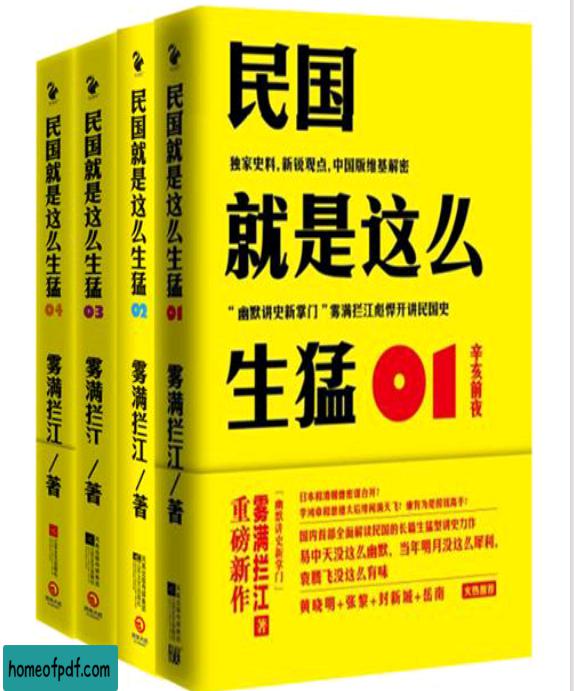 民国就是这么生猛 04
雾满拦江/著
民国就是这么生猛 03
雾满拦江/著
民国就是这么生猛 02
雾满拦江/著
民国就是这么生猛 01
雾满拦江/著
民国
独家史料,新锐观点,中国版维基解密
就是这么
“幽默讲史新掌门”雾满拦江彪悍开讲民国史
生猛 01
辛亥前夜
“幽默讲史新掌门”
雾满拦江 著
重磅新作
国内首部全面解读民国的长篇生猛型讲史力作
易中天没这么幽默,当年明月没这么犀利,
袁腾飞没这么有味
黄晓明+张黎+封新城+岳南
火热推荐
homeofpdf.com